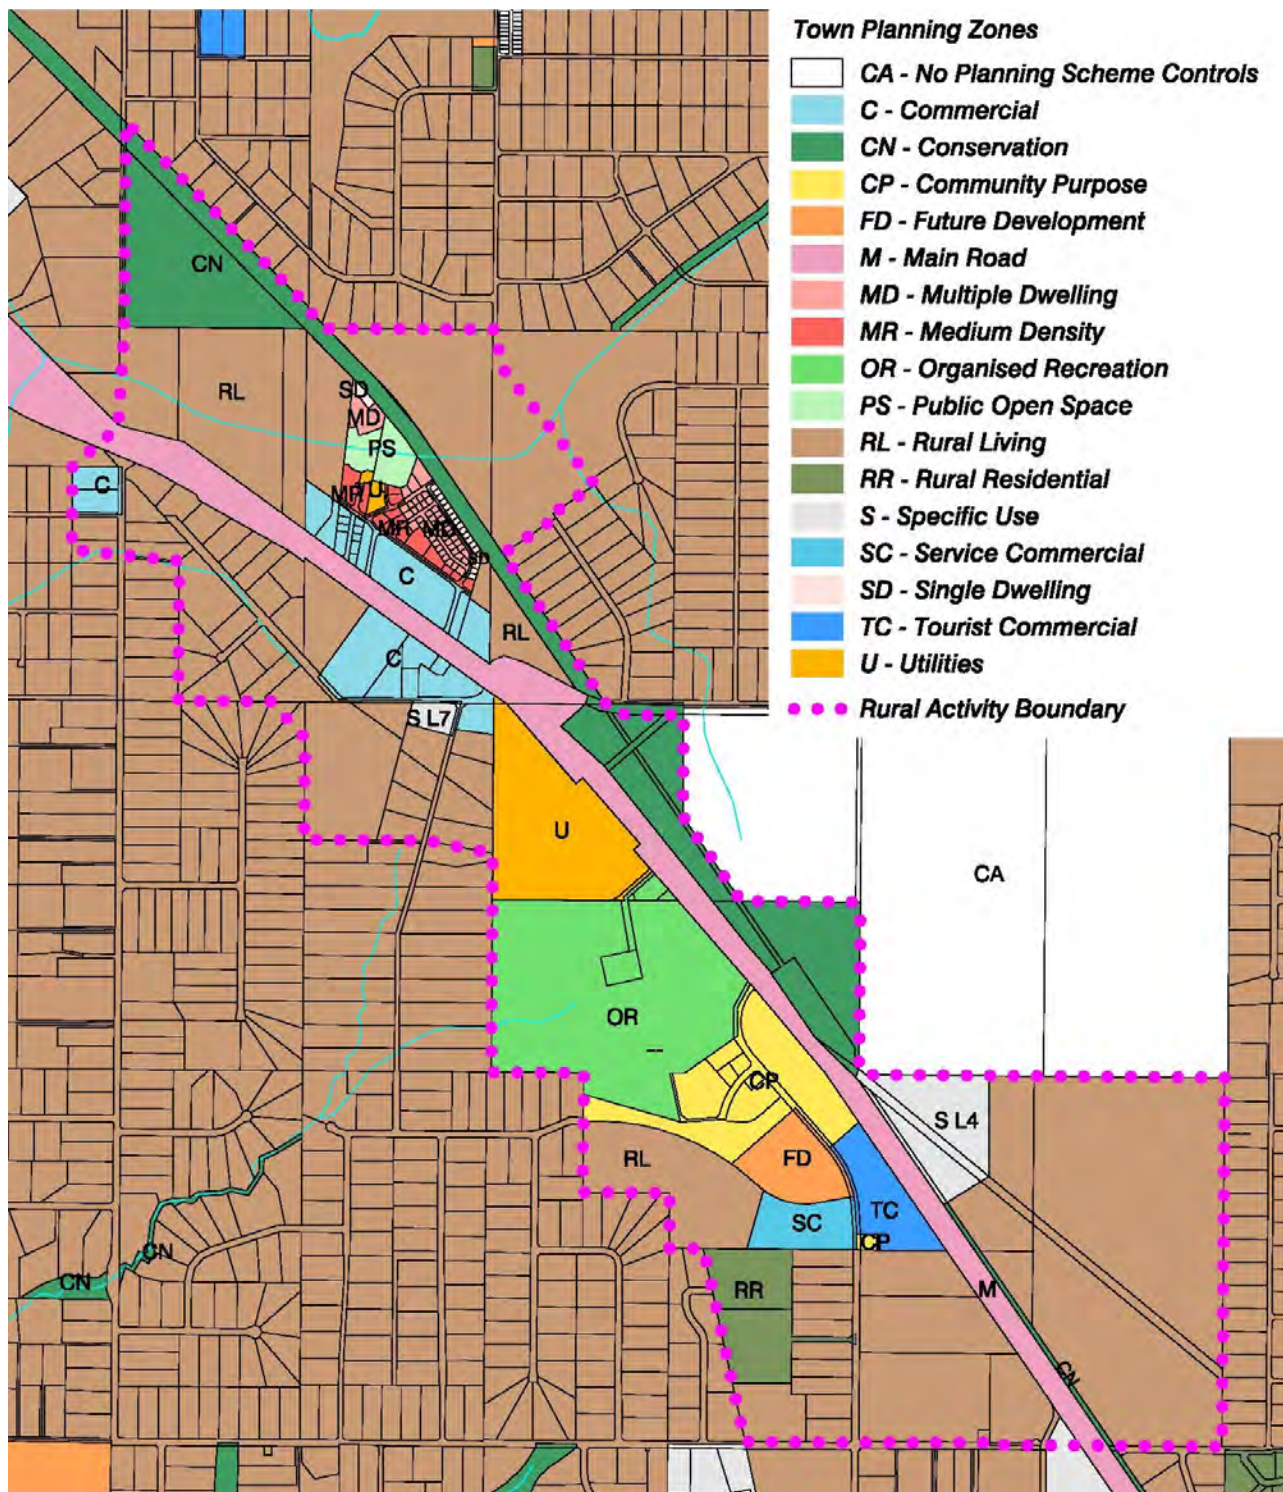 Town Planning Zones
CA - No Planning Scheme Controls
C - Commercial
CN - Conservation
CP - Community Purpose
FD - Future Development
M - Main Road
MD - Multiple Dwelling
MR - Medium Density
OR - Organised Recreation
PS - Public Open Space
RL - Rural Living
RR - Rural Residential
S - Specific Use
SC - Service Commercial
SD - Single Dwelling
TC - Tourist Commercial
U - Utilities
Rural Activity Boundary
CN
RL
SD
MD
PS
C
MR
U
MR
MD
SD
C
RL
C
S L7
U
CA
OR
CP
S L4
RL
FD
SC
TC
CP
CN
CN
RR
M
CN